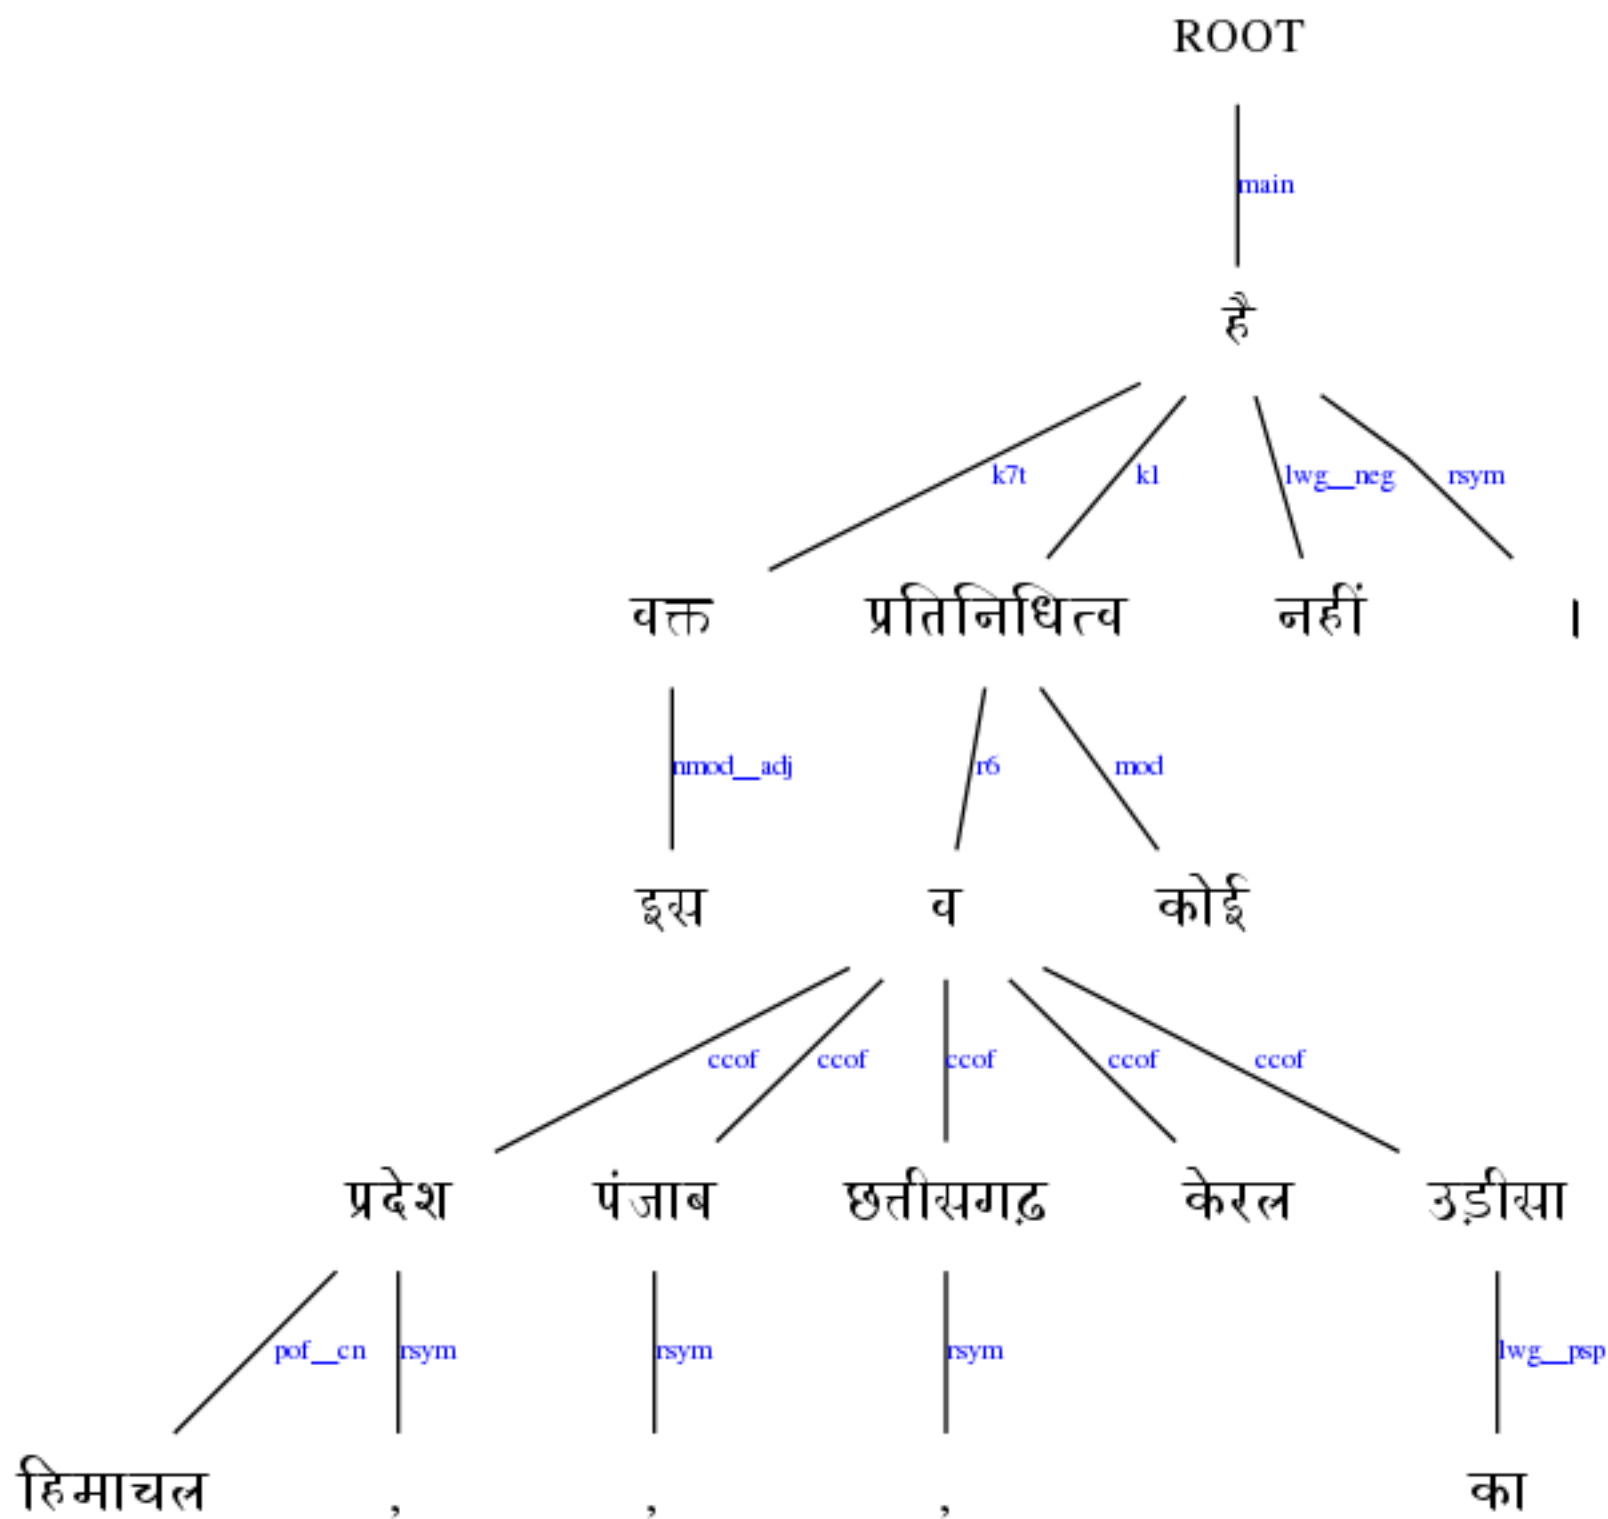 ROOT
main
है
k7t k1 lwg__neg rsym
वक्त प्रतिनिधित्व नहीं ।
nmod__adj r6 mod
इस व कोई
ccof ccof ccof ccof ccof
प्रदेश पंजाब छत्तीसगढ़ केरल उड़ीसा
pof__cn rsym rsym rsym lwg__psp
हिमाचल , , , का